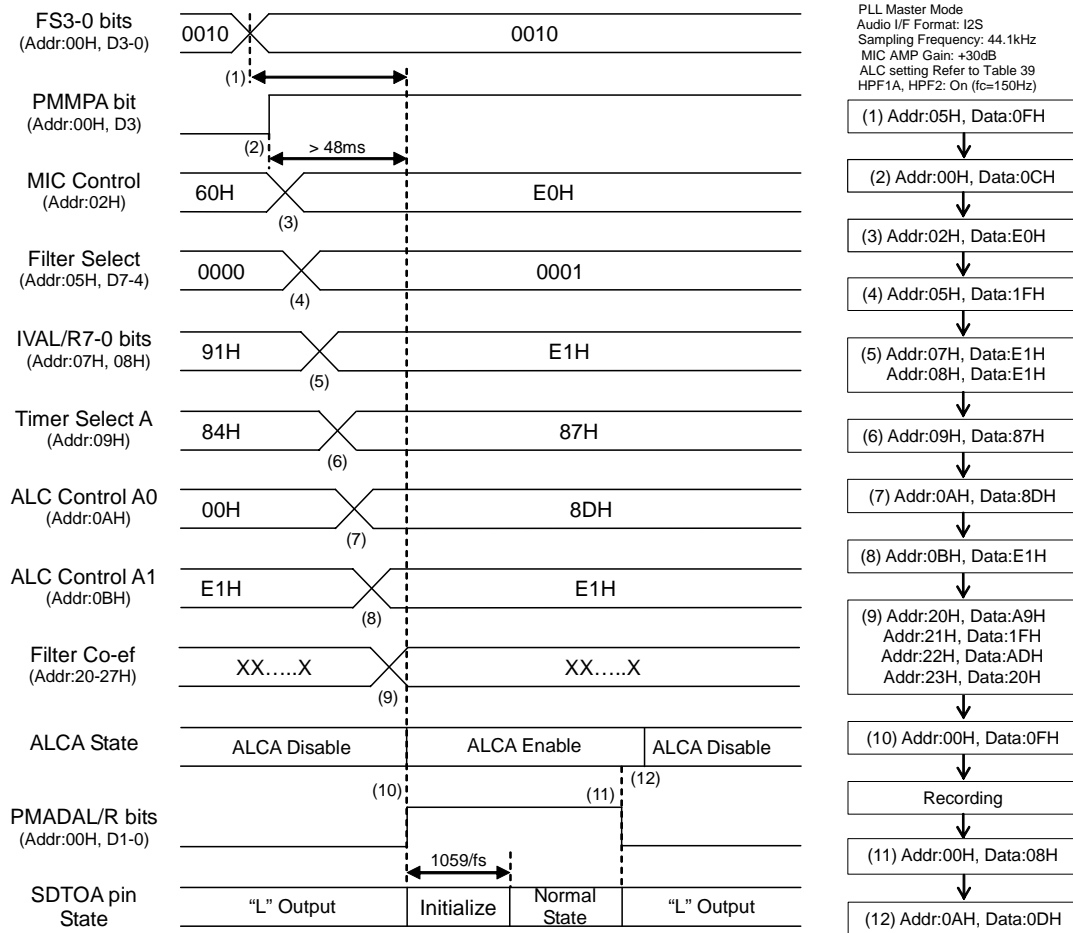 FS3-0 bits
(Addr:00H, D3-0)
0010
0010
(1)
PMMPA bit
(Addr:00H, D3)
(2)
> 48ms
MIC Control
(Addr:02H)
60H
E0H
(3)
Filter Select
(Addr:05H, D7-4)
0000
0001
(4)
IVAL/R7-0 bits
(Addr:07H, 08H)
91H
E1H
(5)
Timer Select A
(Addr:09H)
84H
87H
(6)
ALC Control A0
(Addr:0AH)
00H
8DH
(7)
ALC Control A1
(Addr:0BH)
E1H
E1H
(8)
Filter Co-ef
(Addr:20-27H)
XX…..X
XX…..X
(9)
ALCA State
ALCA Disable
ALCA Enable
ALCA Disable
(10)
(11)
(12)
PMADAL/R bits
(Addr:00H, D1-0)
1059/fs
SDTOA pin
State
“L” Output
Initialize
Normal
State
“L” Output
PLL Master Mode
Audio I/F Format: I2S
Sampling Frequency: 44.1kHz
MIC AMP Gain: +30dB
ALC setting Refer to Table 39
HPF1A, HPF2: On (fc=150Hz)
(1) Addr:05H, Data:0FH
(2) Addr:00H, Data:0CH
(3) Addr:02H, Data:E0H
(4) Addr:05H, Data:1FH
(5) Addr:07H, Data:E1H
Addr:08H, Data:E1H
(6) Addr:09H, Data:87H
(7) Addr:0AH, Data:8DH
(8) Addr:0BH, Data:E1H
(9) Addr:20H, Data:A9H
Addr:21H, Data:1FH
Addr:22H, Data:ADH
Addr:23H, Data:20H
(10) Addr:00H, Data:0FH
Recording
(11) Addr:00H, Data:08H
(12) Addr:0AH, Data:0DH